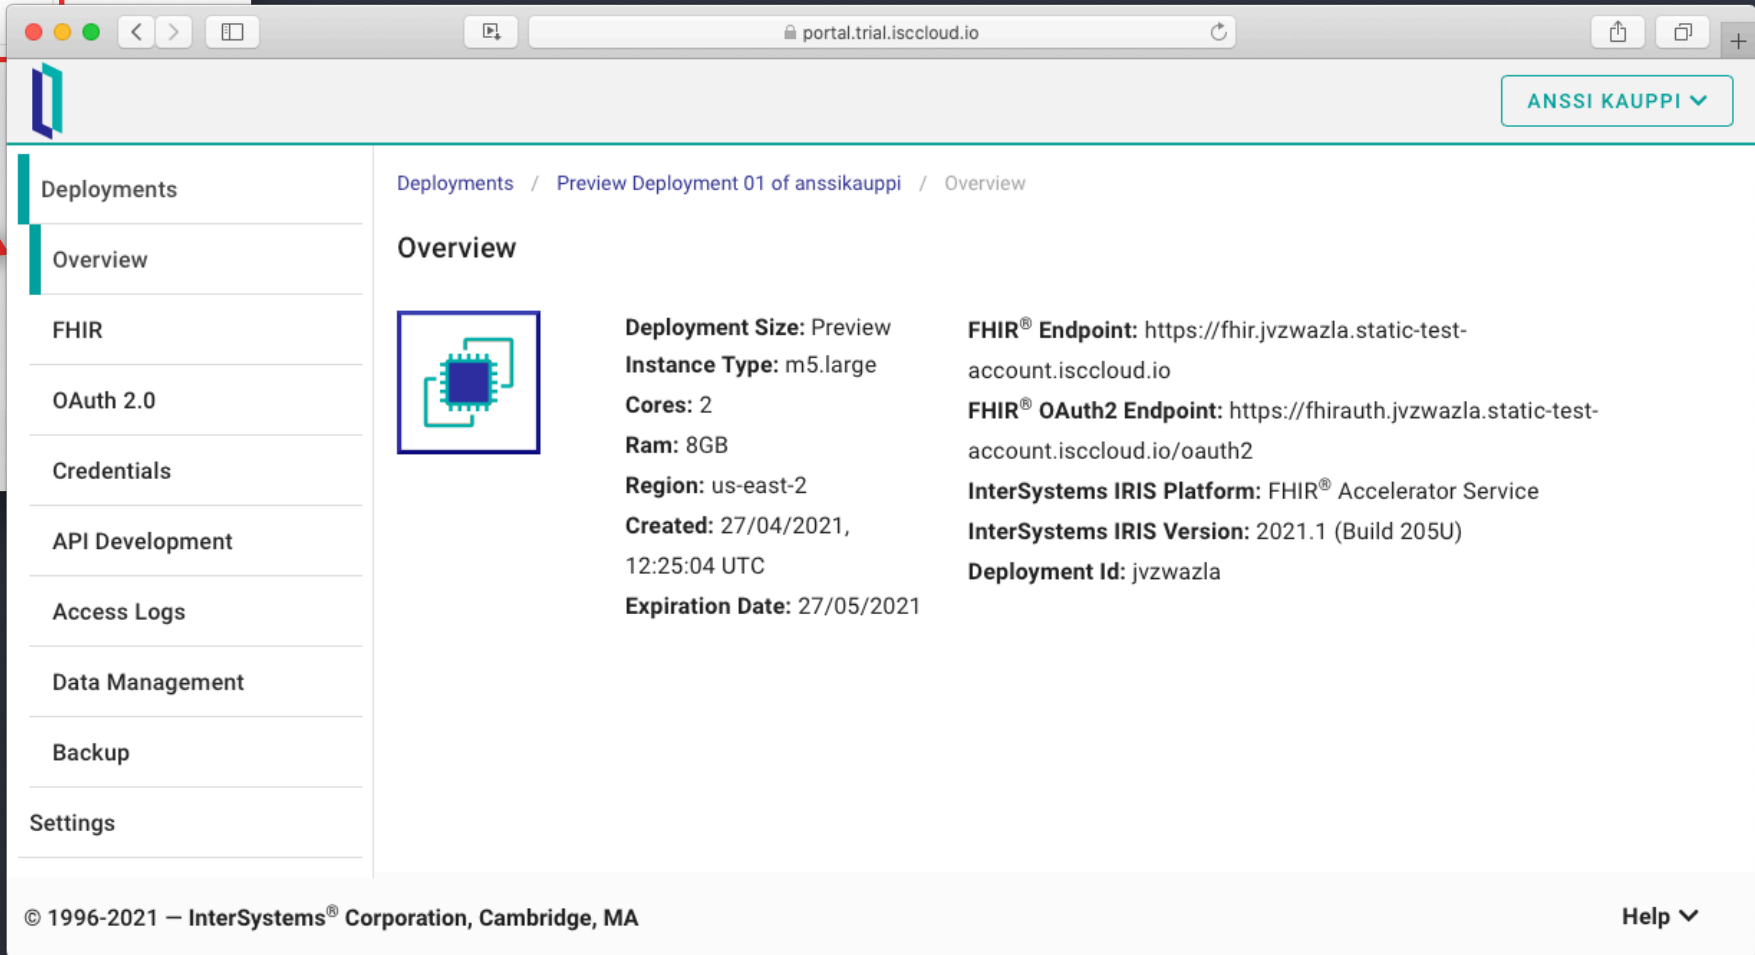 portal.trial.isccloud.io
ANSSI KAUPPI
Deployments
Overview
FHIR
OAuth 2.0
Credentials
API Development
Access Logs
Data Management
Backup
Settings
Deployments / Preview Deployment 01 of anssikauppi / Overview
Overview
Deployment Size: Preview
Instance Type: m5.large
Cores: 2
Ram: 8GB
Region: us-east-2
Created: 27/04/2021,
12:25:04 UTC
Expiration Date: 27/05/2021
FHIR® Endpoint: https://fhir.jvzwazla.static-test-
account.isccloud.io
FHIR® OAuth2 Endpoint: https://fhirauth.jvzwazla.static-test-
account.isccloud.io/oauth2
InterSystems IRIS Platform: FHIR® Accelerator Service
InterSystems IRIS Version: 2021.1 (Build 205U)
Deployment Id: jvzwazla
© 1996-2021 — InterSystems® Corporation, Cambridge, MA
Help